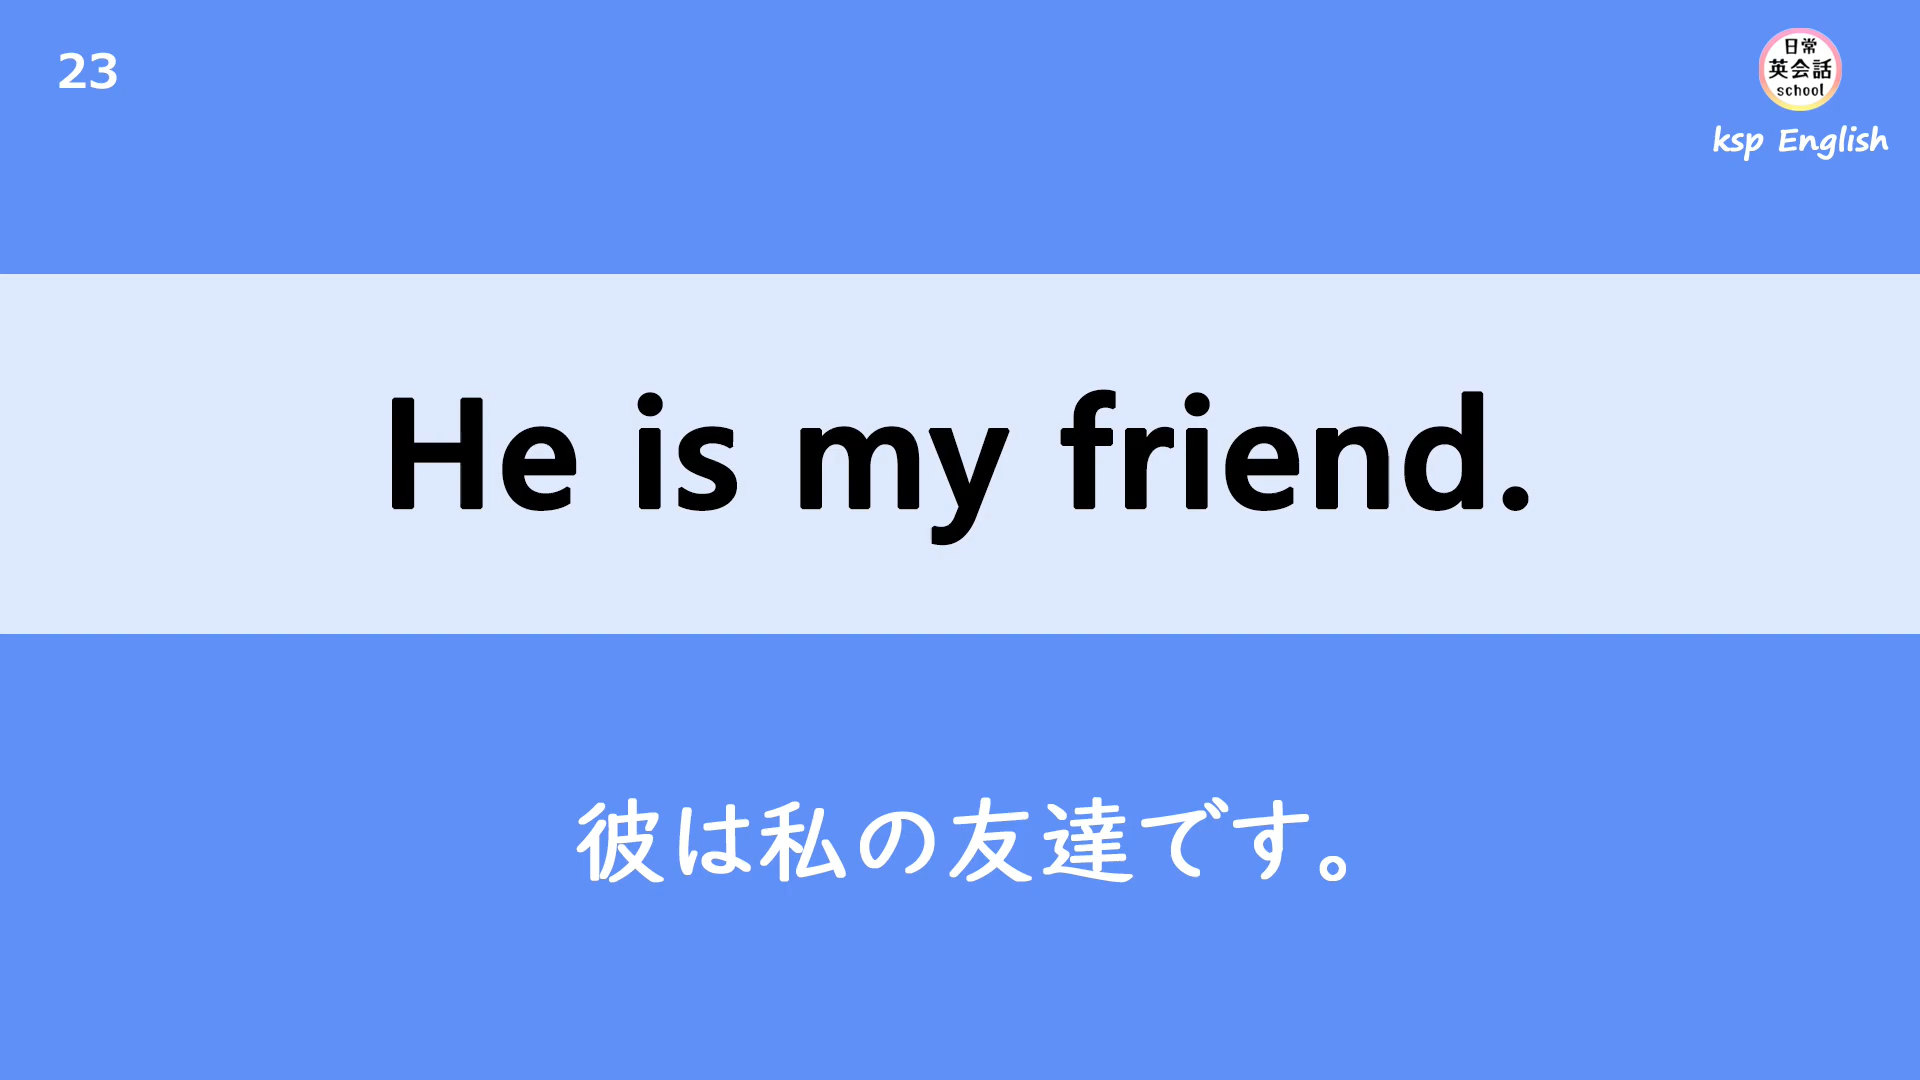 23
日常
英会話
school
ksp English
He is my friend.
彼は私の友達です。